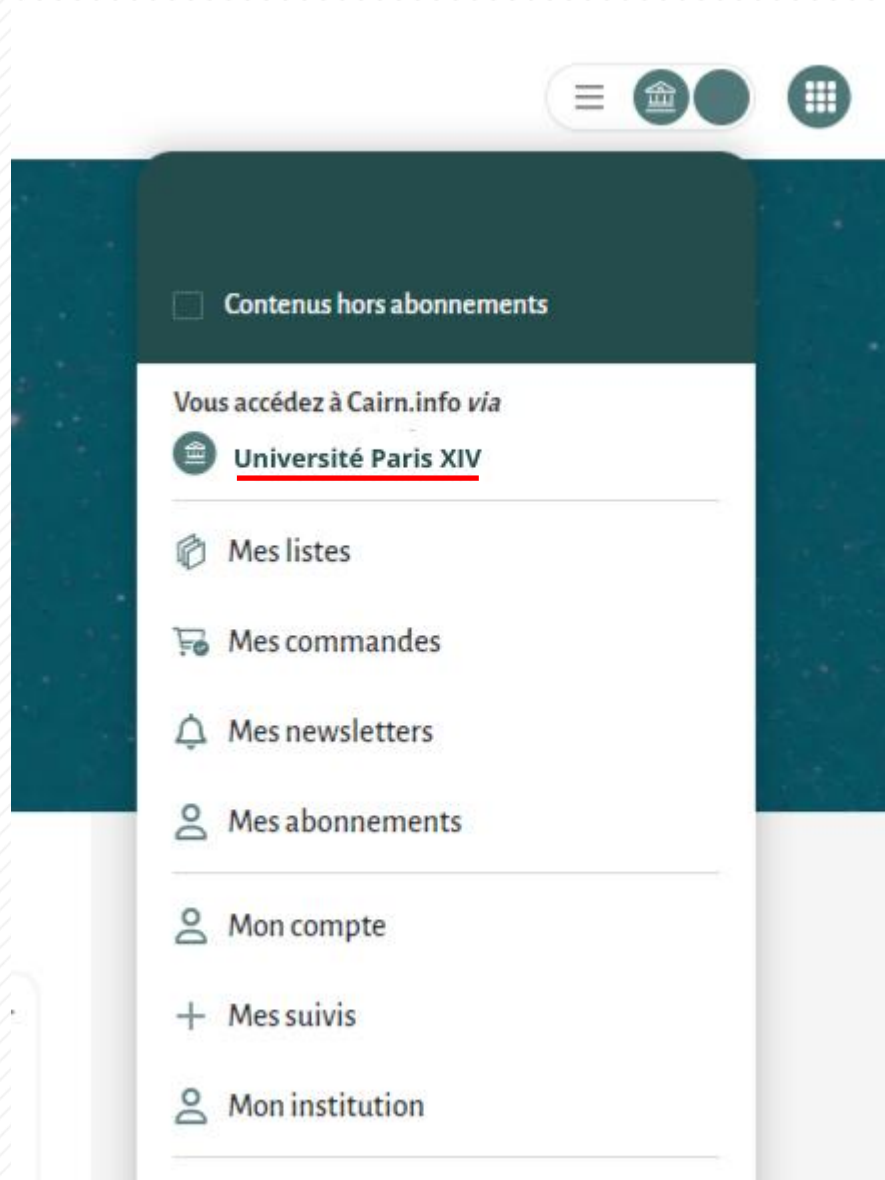 Contenus hors abonnements
Vous accédez à Cairn.info via
Université Paris XIV
Mes listes
Mes commandes
Mes newsletters
Mes abonnements
Mon compte
Mes suivis
Mon institution